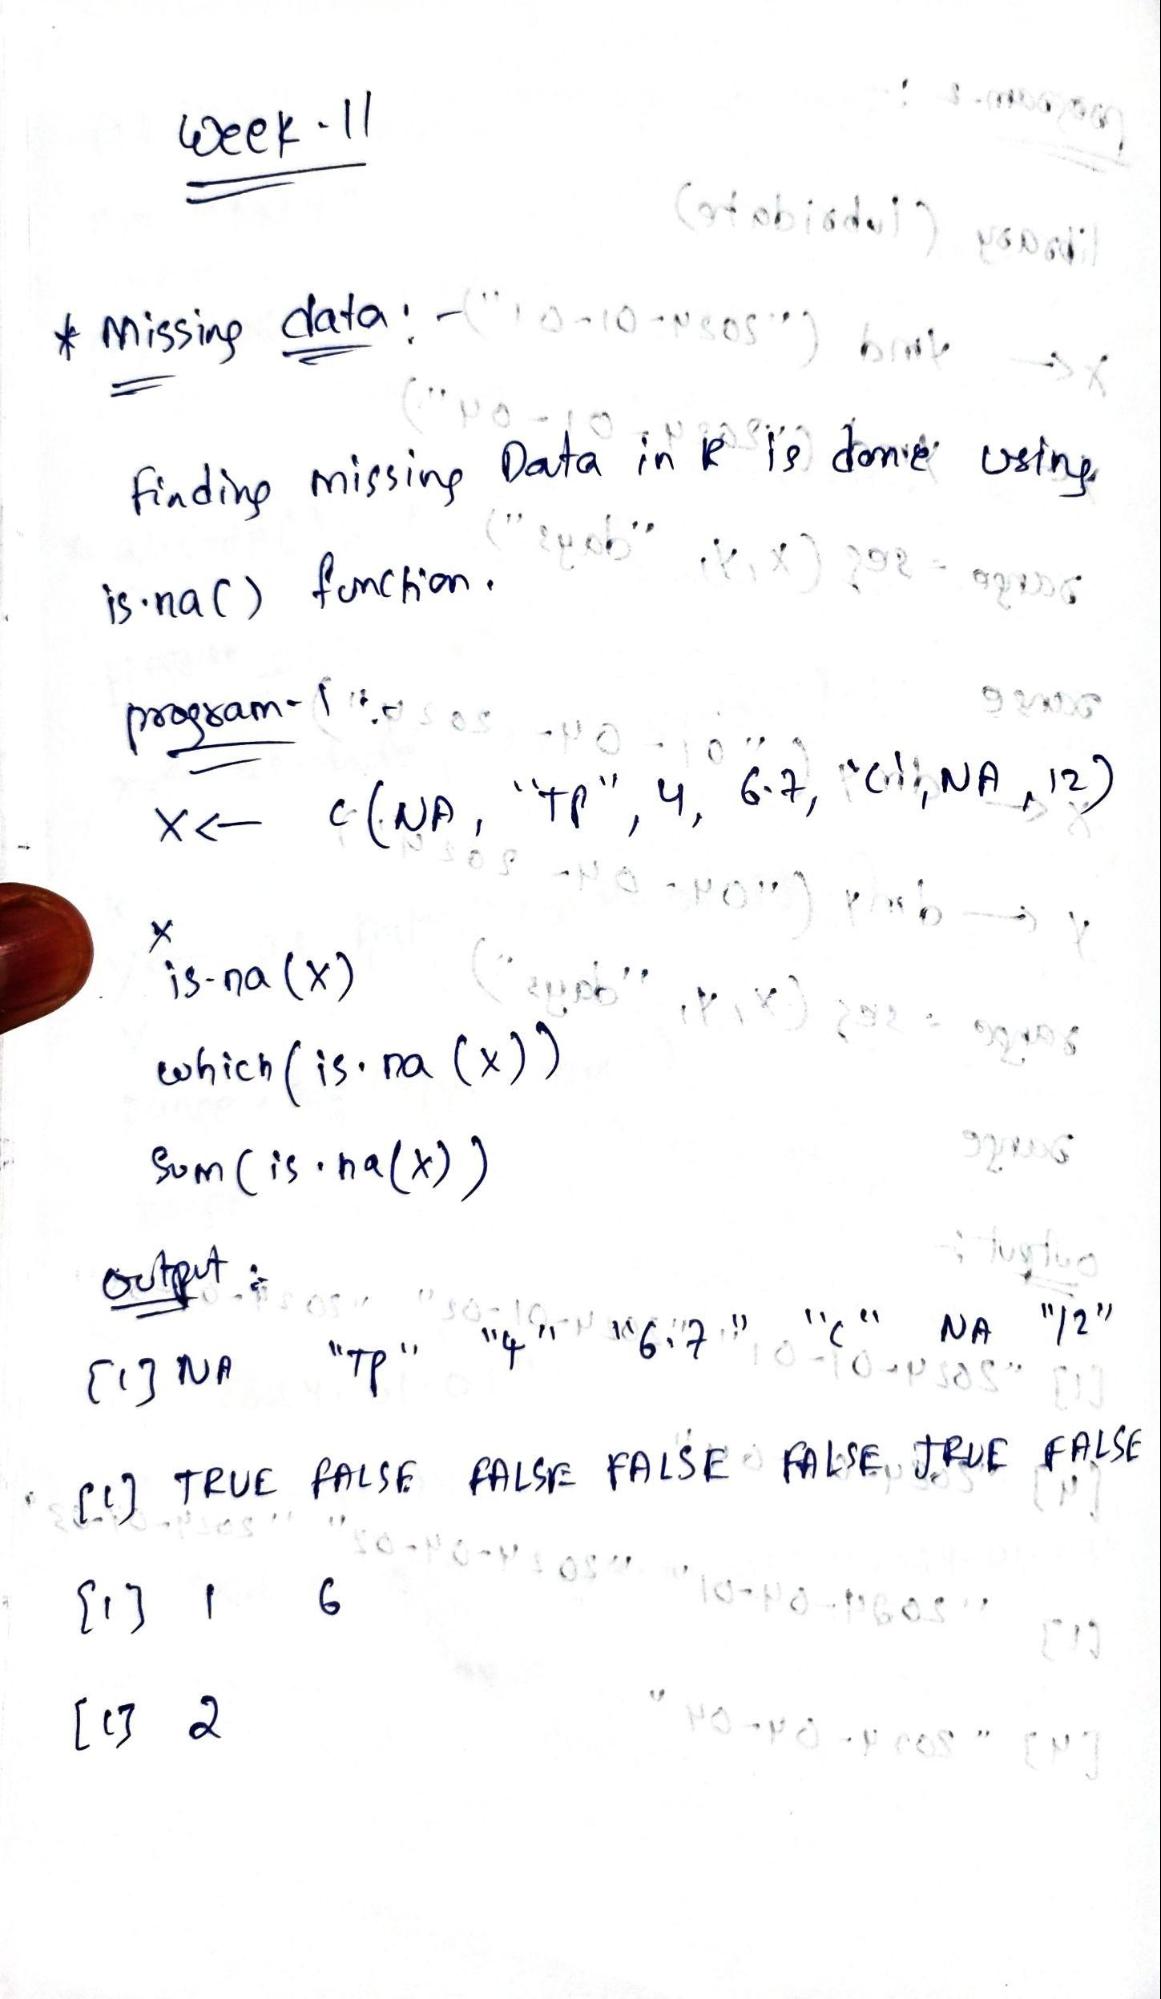 Week-11
* Missing data:-
finding missing Data in R is done using
is.na() function.
program-1:-
X<- c(NA, "TP", 4, 6.7, "c", NA, 12)
x
is-na(x)
which(is.na(x))
Sum(is.na(x))
output:-
[1] NA "TP" "4" "6.7" "c" NA "12"
[1] TRUE FALSE FALSE FALSE FALSE TRUE FALSE
[1] 1 6
[1] 2